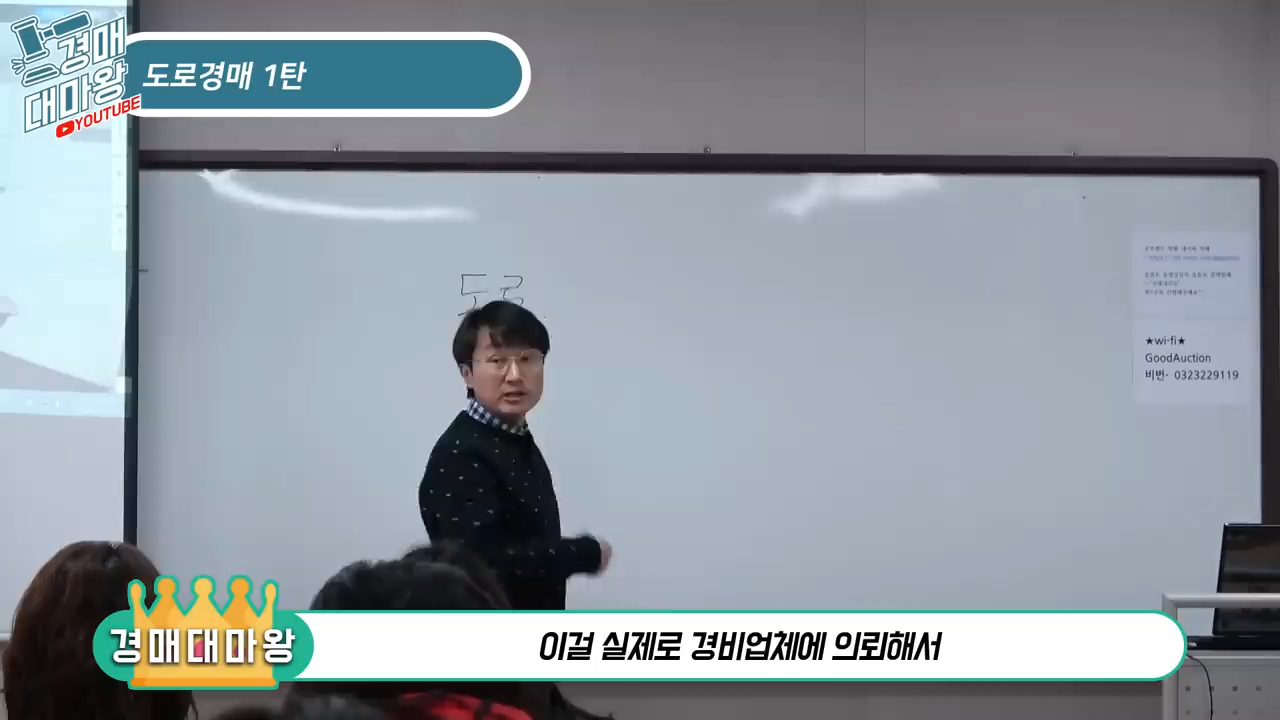 경매
대마왕
YOUTUBE
도로경매 1탄
도로
★wi-fi★
GoodAuction
비번- 0323229119
경매대마왕
이걸 실제로 경비업체에 의뢰해서